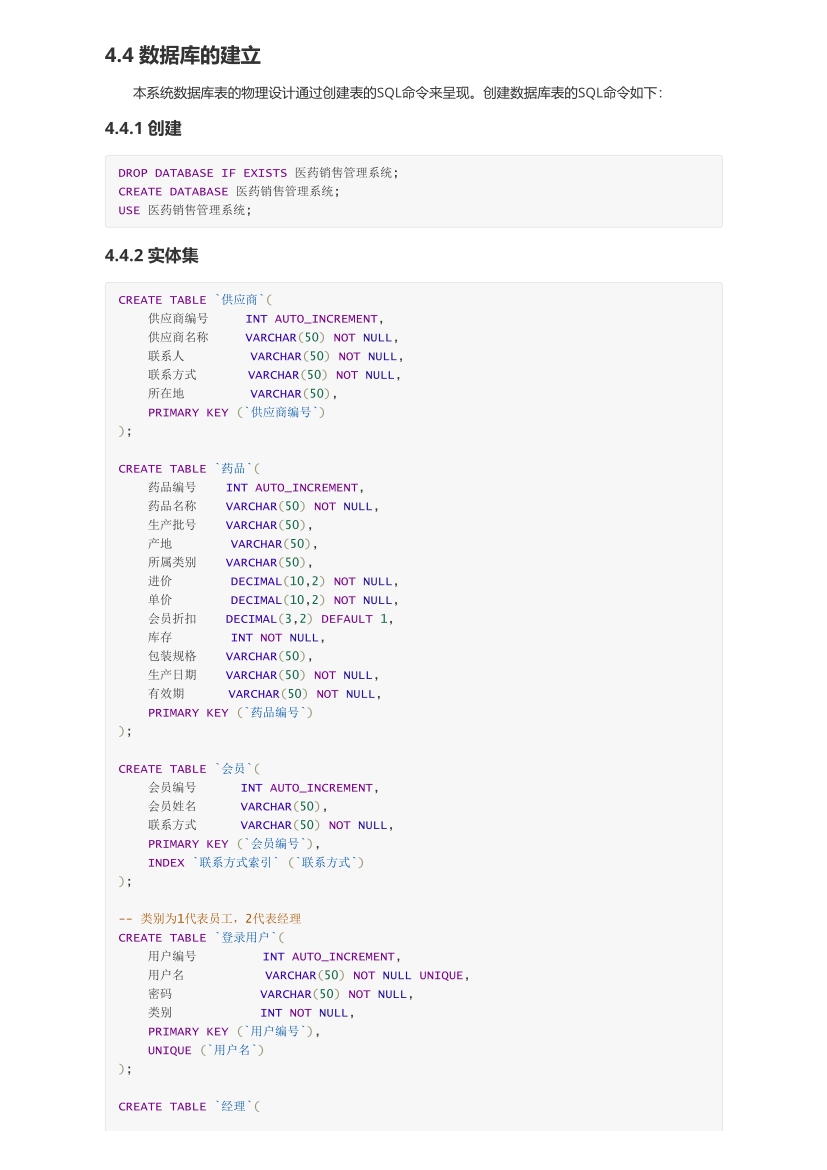 4.4 数据库的建立
本系统数据库表的物理设计通过创建表的SQL命令来呈现。创建数据库表的SQL命令如下：
4.4.1 创建
DROP DATABASE IF EXISTS 医药销售管理系统;
CREATE DATABASE 医药销售管理系统;
USE 医药销售管理系统;
4.4.2 实体集
CREATE TABLE `供应商`(
供应商编号 INT AUTO_INCREMENT,
供应商名称 VARCHAR(50) NOT NULL,
联系人 VARCHAR(50) NOT NULL,
联系方式 VARCHAR(50) NOT NULL,
所在地 VARCHAR(50),
PRIMARY KEY (`供应商编号`)
);
CREATE TABLE `药品`(
药品编号 INT AUTO_INCREMENT,
药品名称 VARCHAR(50) NOT NULL,
生产批号 VARCHAR(50),
产地 VARCHAR(50),
所属类别 VARCHAR(50),
进价 DECIMAL(10,2) NOT NULL,
单价 DECIMAL(10,2) NOT NULL,
会员折扣 DECIMAL(3,2) DEFAULT 1,
库存 INT NOT NULL,
包装规格 VARCHAR(50),
生产日期 VARCHAR(50) NOT NULL,
有效期 VARCHAR(50) NOT NULL,
PRIMARY KEY (`药品编号`)
);
CREATE TABLE `会员`(
会员编号 INT AUTO_INCREMENT,
会员姓名 VARCHAR(50),
联系方式 VARCHAR(50) NOT NULL,
PRIMARY KEY (`会员编号`),
INDEX `联系方式索引` (`联系方式`)
);
-- 类别为1代表员工，2代表经理
CREATE TABLE `登录用户`(
用户编号 INT AUTO_INCREMENT,
用户名 VARCHAR(50) NOT NULL UNIQUE,
密码 VARCHAR(50) NOT NULL,
类别 INT NOT NULL,
PRIMARY KEY (`用户编号`),
UNIQUE (`用户名`)
);
CREATE TABLE `经理`(